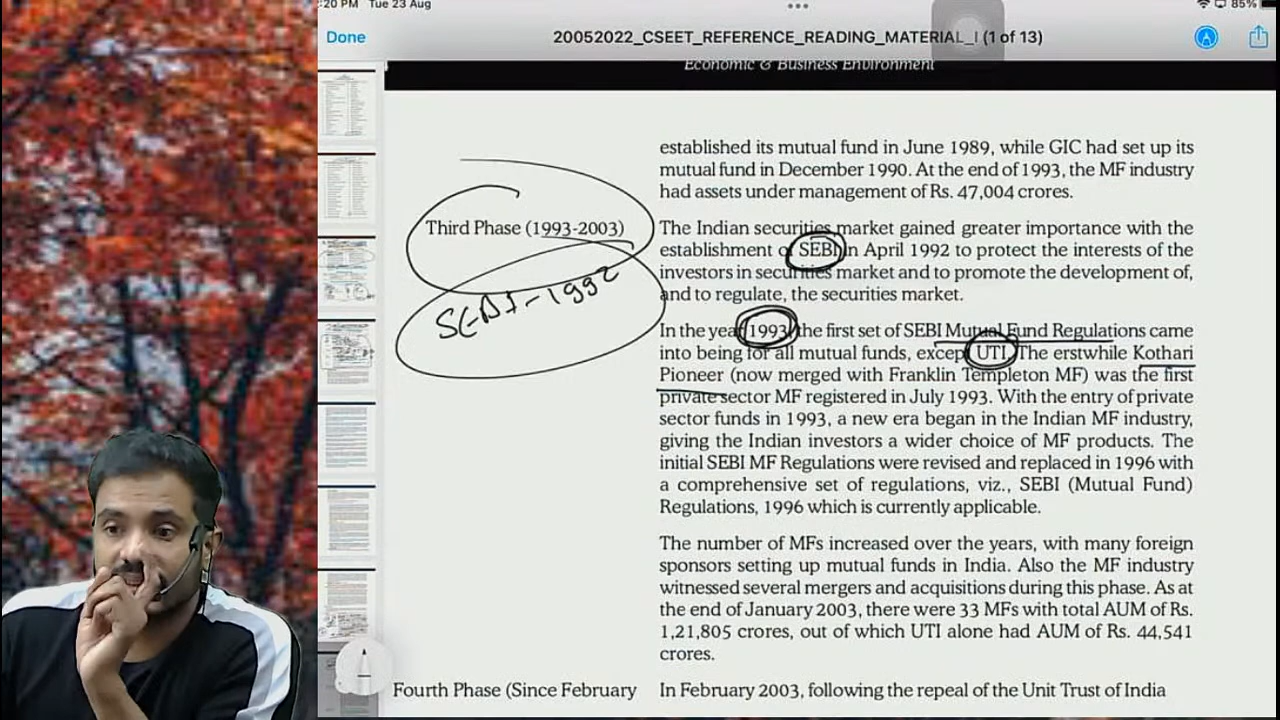 :20 PM Tue 23 Aug
85%
Done
20052022_CSEET_REFERENCE_READING_MATERIAL_I (1 of 13)
Economic & Business Environment
established its mutual fund in June 1989, while GIC had set up its
mutual fund in December 1990. At the end of 1993, the MF industry
had assets under management of Rs. 47,004 crores.
Third Phase (1993-2003)
The Indian securities market gained greater importance with the
establishment of SEBI in April 1992 to protect the interests of the
investors in securities market and to promote the development of,
and to regulate, the securities market.
SEBI-1992
In the year the first set of SEBI Mutual Fund Regulations came
into being for all mutual funds, except UTI. The erstwhile Kothari
Pioneer (now merged with Franklin Templeton MF) was the first
private sector MF registered in July 1993. With the entry of private
sector funds in 1993, a new era began in the Indian MF industry,
giving the Indian investors a wider choice of MF products. The
initial SEBI MF Regulations were revised and replaced in 1996 with
a comprehensive set of regulations, viz., SEBI (Mutual Fund)
Regulations, 1996 which is currently applicable.
The number of MFs increased over the years with many foreign
sponsors setting up mutual funds in India. Also the MF industry
witnessed several mergers and acquisitions during this phase. As at
the end of January 2003, there were 33 MFs with total AUM of Rs.
1,21,805 crores, out of which UTI alone had AUM of Rs. 44,541
crores.
Fourth Phase (Since February
In February 2003, following the repeal of the Unit Trust of India